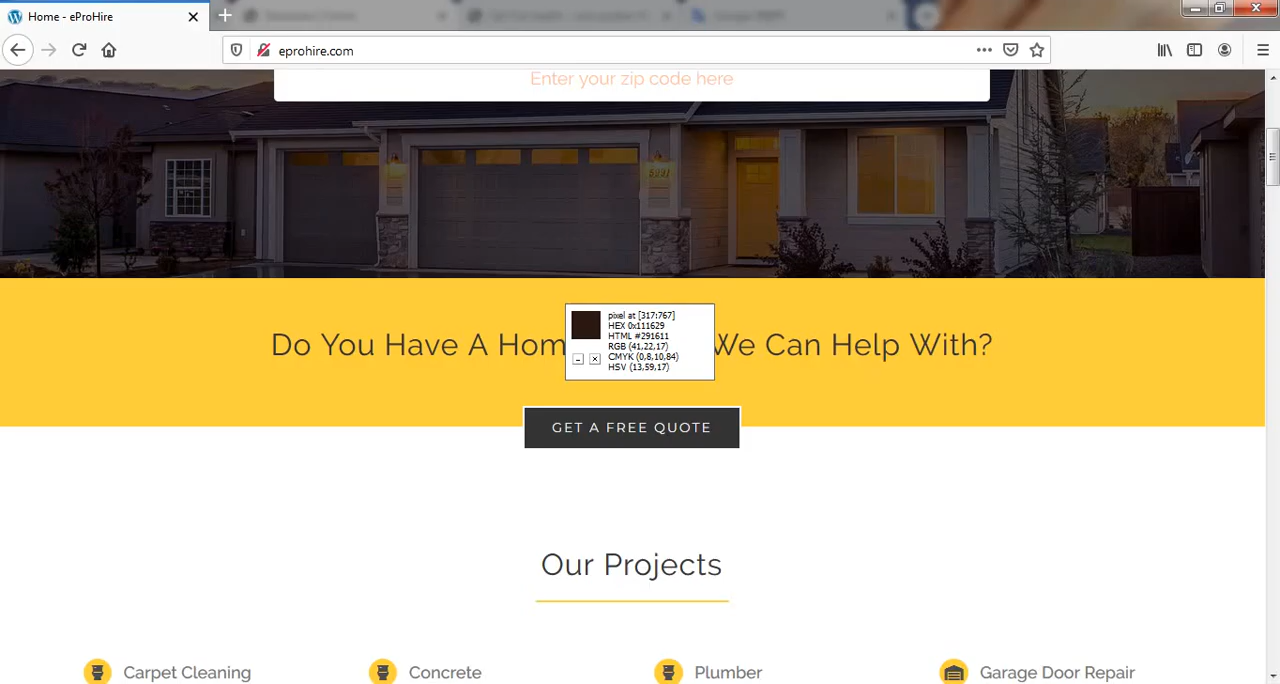 Home - eProHire
eprohire.com
Enter your zip code here
Do You Have A Hom We Can Help With?
pixel at [317:767]
HEX 0x111629
HTML #291611
RGB (41,22,17)
CMYK (0,8,10,84)
HSV (13,59,17)
GET A FREE QUOTE
Our Projects
Carpet Cleaning
Concrete
Plumber
Garage Door Repair